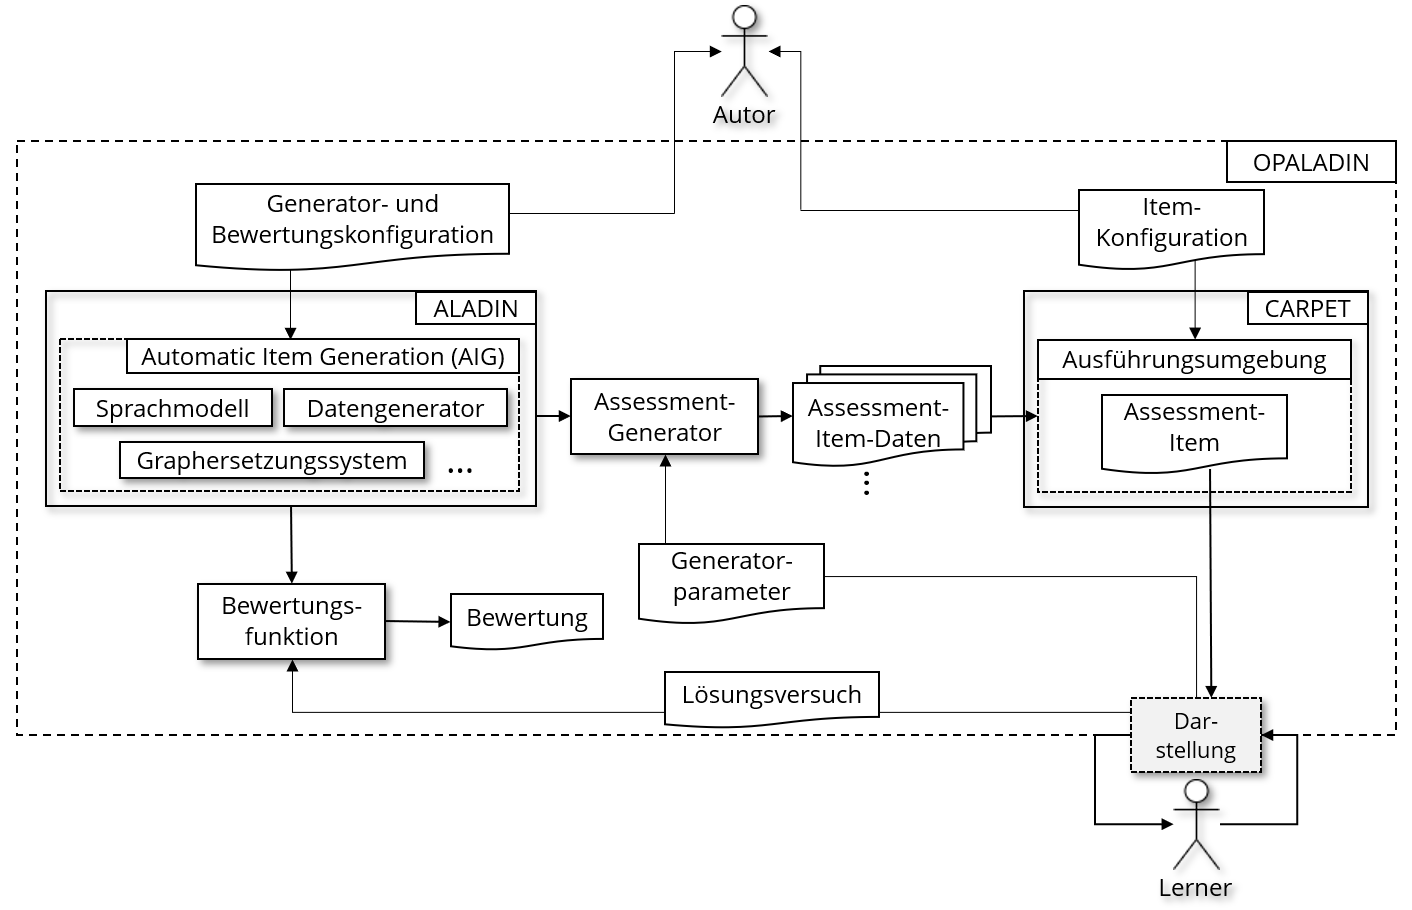 Autor
OPALADIN
Generator- und
Bewertungskonfiguration
Item-
Konfiguration
ALADIN
CARPET
Automatic Item Generation (AIG)
Ausführungsumgebung
Sprachmodell
Datengenerator
Graphersetzungssystem
...
Assessment-
Generator
Assessment-
Item-Daten
Assessment-
Item
Generator-
parameter
Bewertungs-
funktion
Bewertung
Lösungsversuch
Dar-
stellung
Lerner